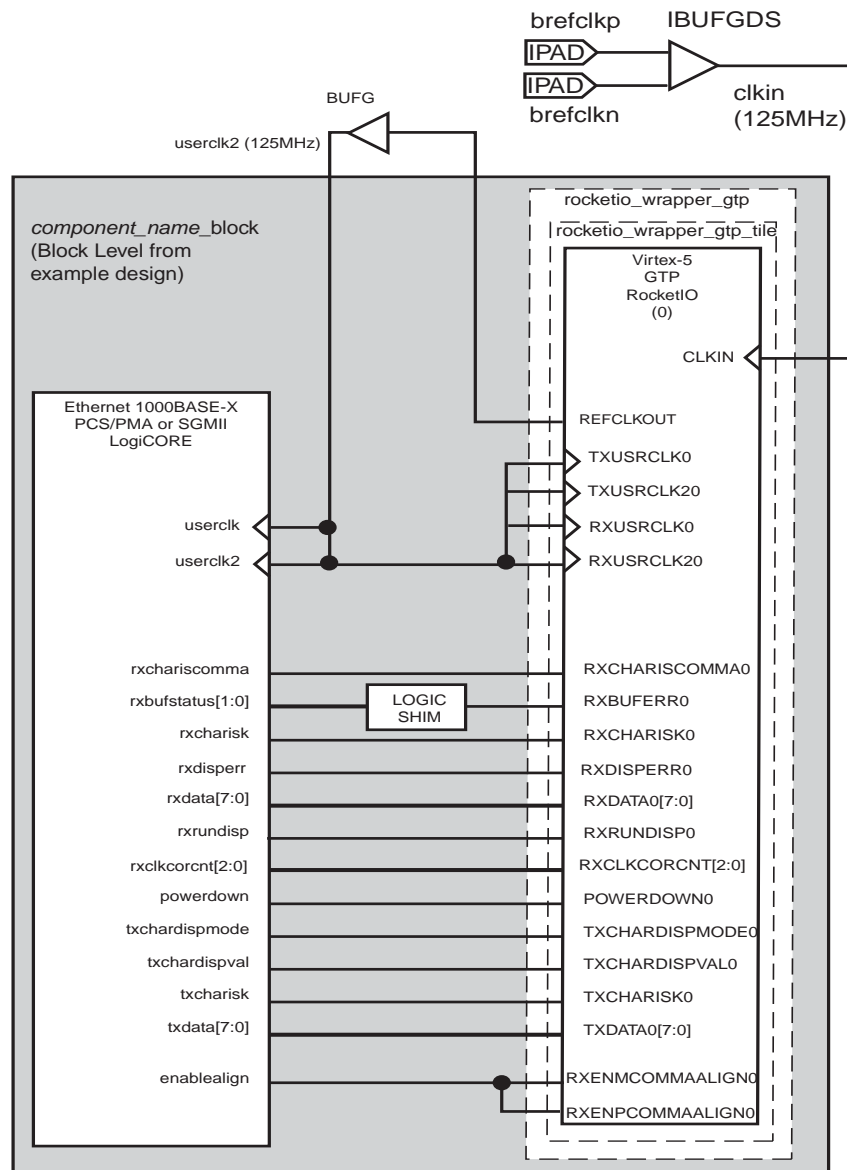 brefclkp
IBUFGDS
IPAD
IPAD
brefclkn
clkin
(125MHz)
BUFG
userclk2 (125MHz)
component_name_block
(Block Level from
example design)
rocketio_wrapper_gtp
rocketio_wrapper_gtp_tile
Virtex-5
GTP
RocketIO
(0)
CLKIN
Ethernet 1000BASE-X
PCS/PMA or SGMII
LogiCORE
REFCLKOUT
TXUSRCLK0
TXUSRCLK20
userclk
RXUSRCLK0
userclk2
RXUSRCLK20
rxchariscomma
RXCHARISCOMMA0
rxbufstatus[1:0]
LOGIC
SHIM
RXBUFERR0
rxcharisk
RXCHARISK0
rxdisperr
RXDISPERR0
rxdata[7:0]
RXDATA0[7:0]
rxrundisp
RXRUNDISP0
rxclkcorcnt[2:0]
RXCLKCORCNT[2:0]
powerdown
POWERDOWN0
txchardispmode
TXCHARDISPMODE0
txchardispval
TXCHARDISPVAL0
txcharisk
TXCHARISK0
txdata[7:0]
TXDATA0[7:0]
enablealign
RXENMCOMMAALIGN0
RXENPCOMMAALIGN0